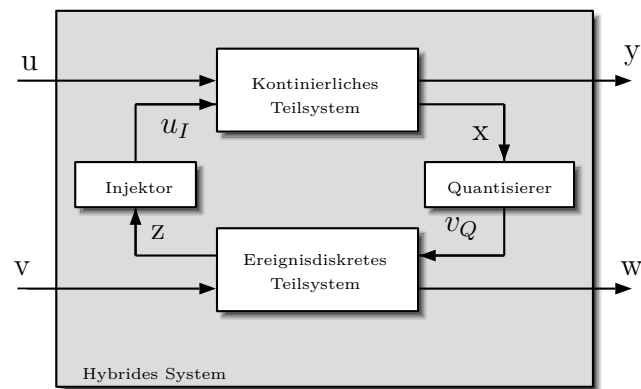 u
Kontinierliches
Teilsystem
y
u_I
x
Injektor
Quantisierer
z
v_Q
v
Ereignisdiskretes
Teilsystem
w
Hybrides System